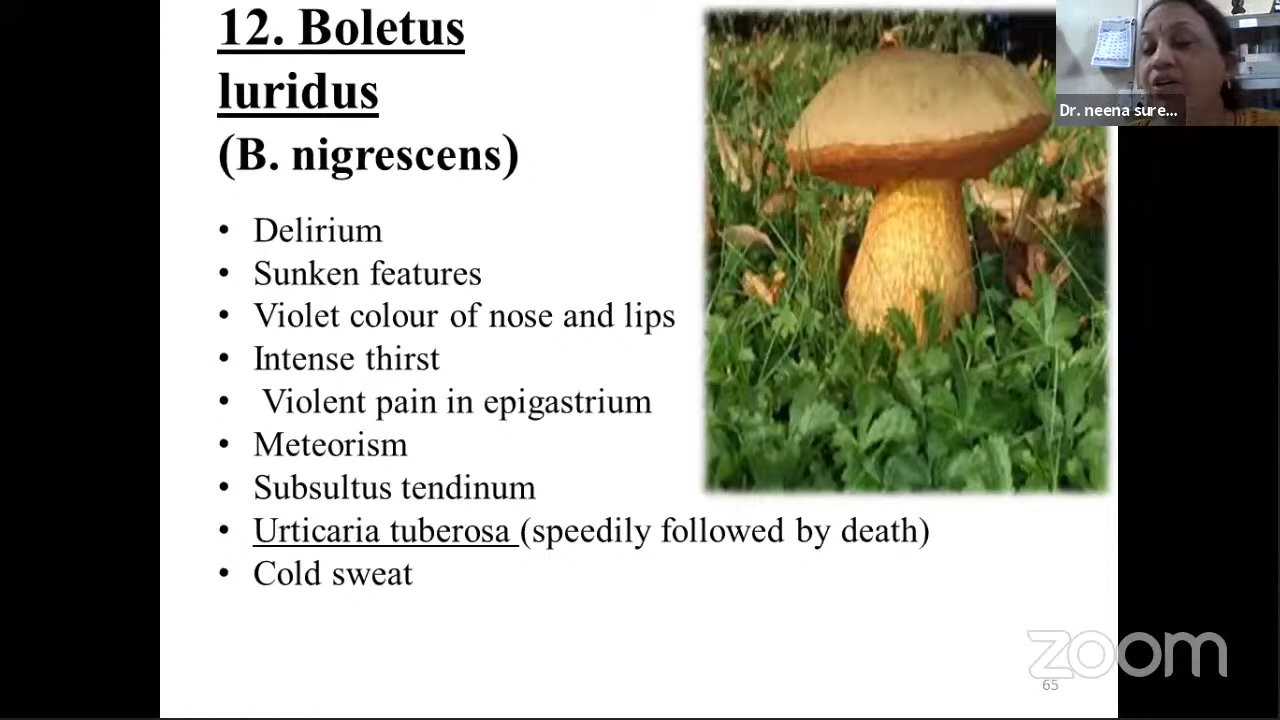 12. Boletus
luridus
(B. nigrescens)
• Delirium
• Sunken features
• Violet colour of nose and lips
• Intense thirst
• Violent pain in epigastrium
• Meteorism
• Subsultus tendinum
• Urticaria tuberosa (speedily followed by death)
• Cold sweat
Dr. neena sure...
zoom
65